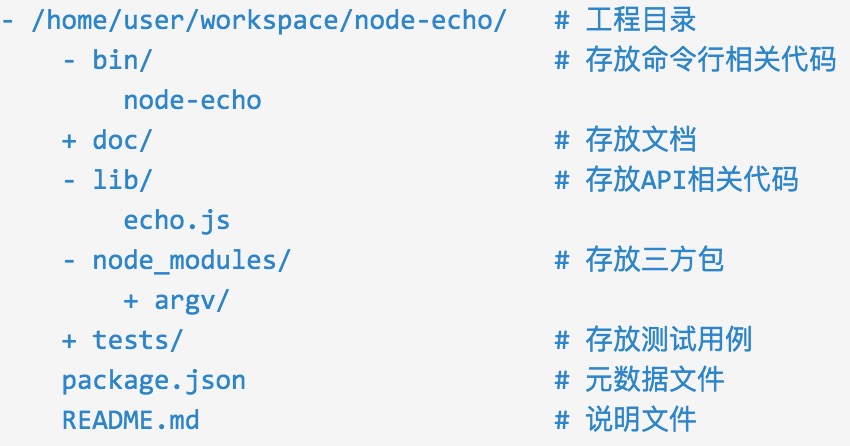 - /home/user/workspace/node-echo/   # 工程目录
    - bin/                          # 存放命令行相关代码
        node-echo
    + doc/                          # 存放文档
    - lib/                          # 存放API相关代码
        echo.js
    - node_modules/                 # 存放三方包
        + argv/
    + tests/                        # 存放测试用例
    package.json                    # 元数据文件
    README.md                       # 说明文件